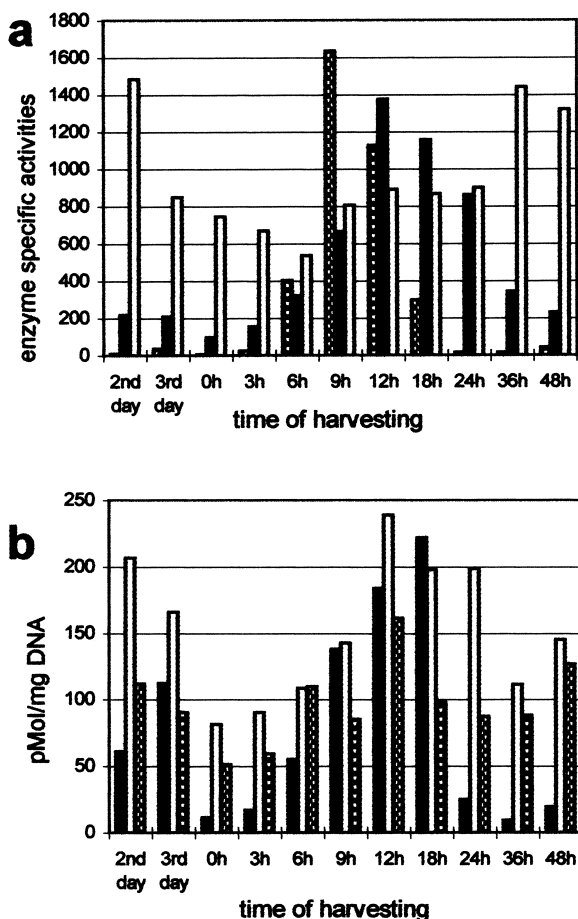 a
enzyme specific activities
1800
1600
1400
1200
1000
800
600
400
200
0
2nd day 3rd day 0h 3h 6h 9h 12h 18h 24h 36h 48h
time of harvesting
b
pMol/mg DNA
250
200
150
100
50
0
2nd day 3rd day 0h 3h 6h 9h 12h 18h 24h 36h 48h
time of harvesting